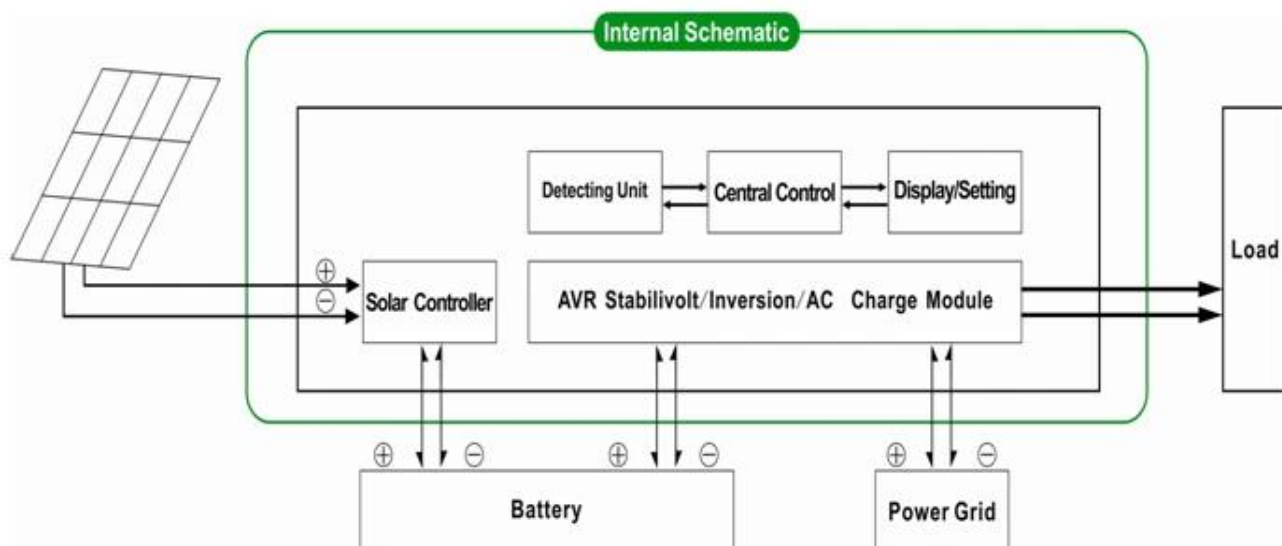 Internal Schematic
Detecting Unit
Central Control
Display/Setting
Load
⊕
⊖
Solar Controller
AVR Stabilivolt/Inversion/AC Charge Module
⊕ ⊖ ⊕ ⊖ ⊕ ⊖
Battery
Power Grid